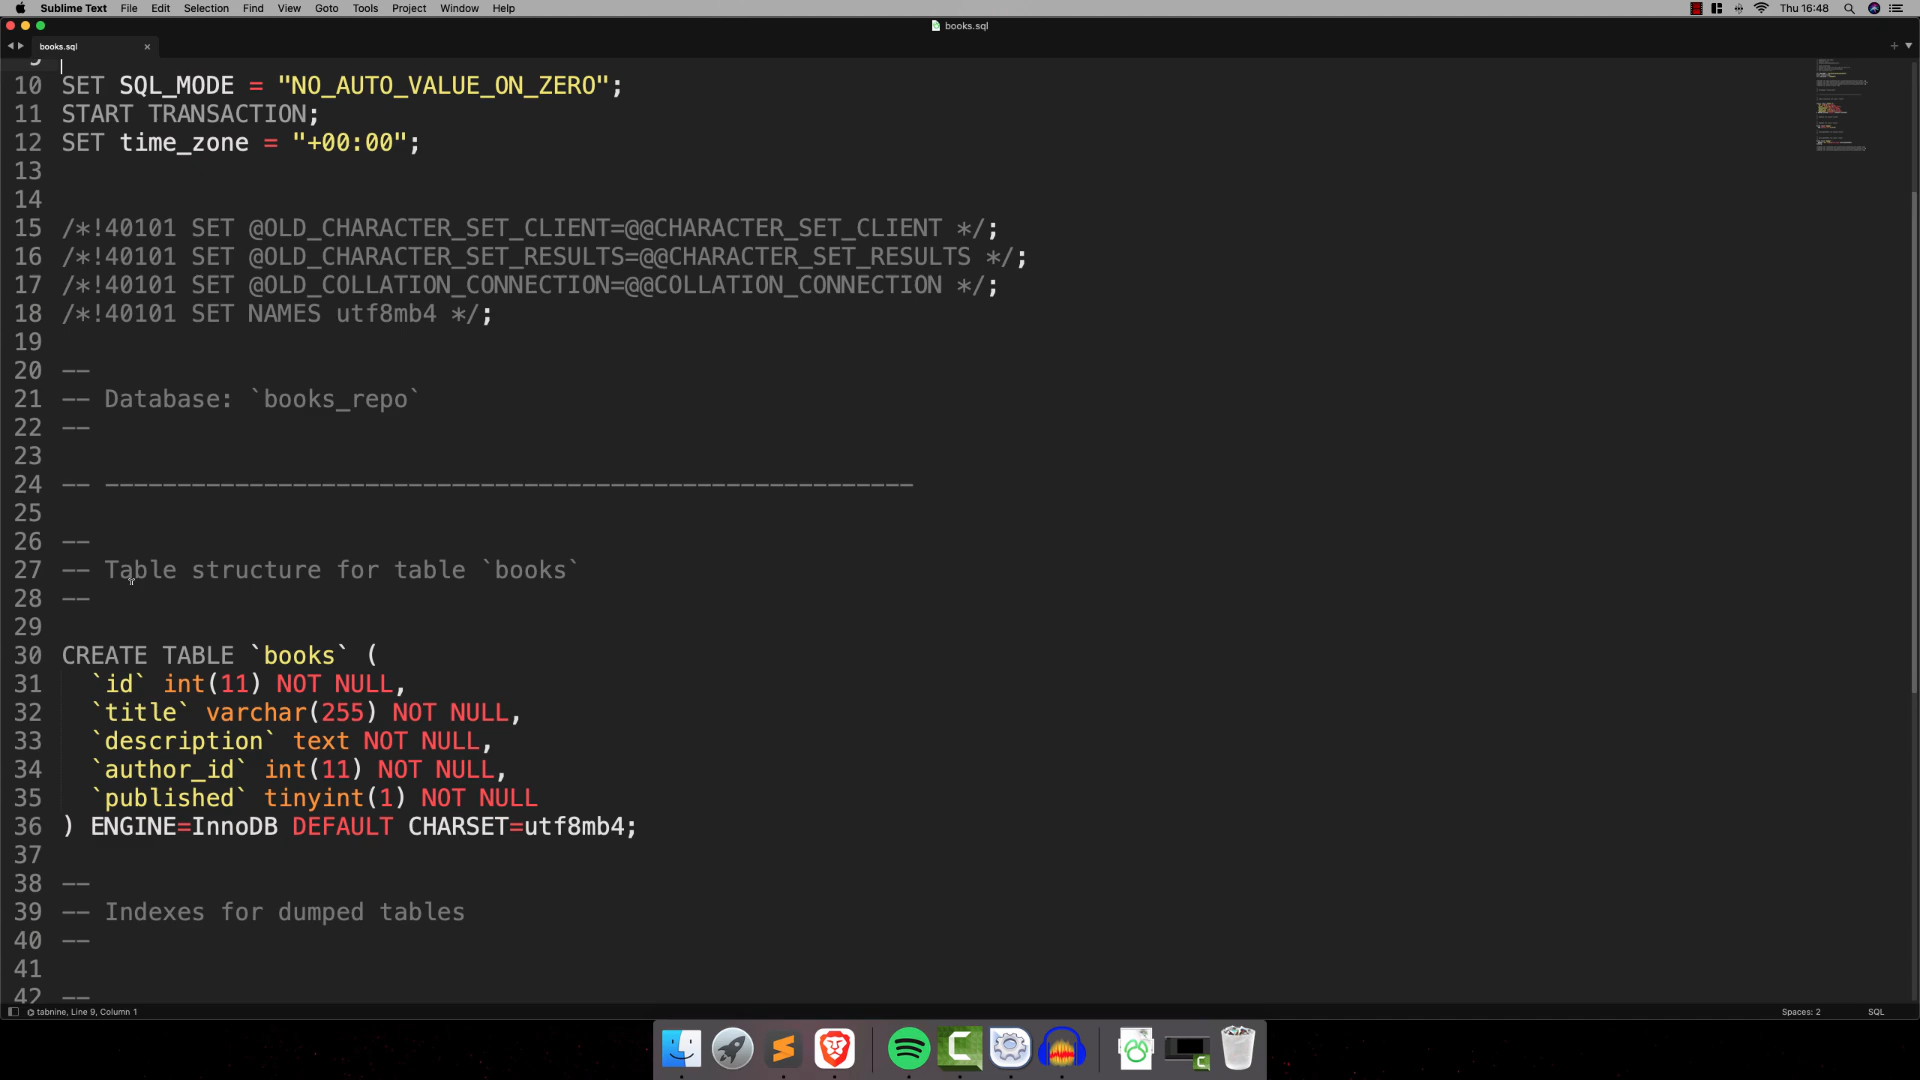 Sublime Text File Edit Selection Find View Goto Tools Project Window Help Thu 16:48
books.sql
books.sql
9
10 SET SQL_MODE = "NO_AUTO_VALUE_ON_ZERO";
11 START TRANSACTION;
12 SET time_zone = "+00:00";
13
14
15 /*!40101 SET @OLD_CHARACTER_SET_CLIENT=@@CHARACTER_SET_CLIENT */;
16 /*!40101 SET @OLD_CHARACTER_SET_RESULTS=@@CHARACTER_SET_RESULTS */;
17 /*!40101 SET @OLD_COLLATION_CONNECTION=@@COLLATION_CONNECTION */;
18 /*!40101 SET NAMES utf8mb4 */;
19
20 --
21 -- Database: `books_repo`
22 --
23
24 -- --------------------------------------------------------
25
26 --
27 -- Table structure for table `books`
28 --
29
30 CREATE TABLE `books` (
31 `id` int(11) NOT NULL,
32 `title` varchar(255) NOT NULL,
33 `description` text NOT NULL,
34 `author_id` int(11) NOT NULL,
35 `published` tinyint(1) NOT NULL
36 ) ENGINE=InnoDB DEFAULT CHARSET=utf8mb4;
37
38 --
39 -- Indexes for dumped tables
40 --
41
42 --
tabnine, Line 9, Column 1 Spaces: 2 SQL